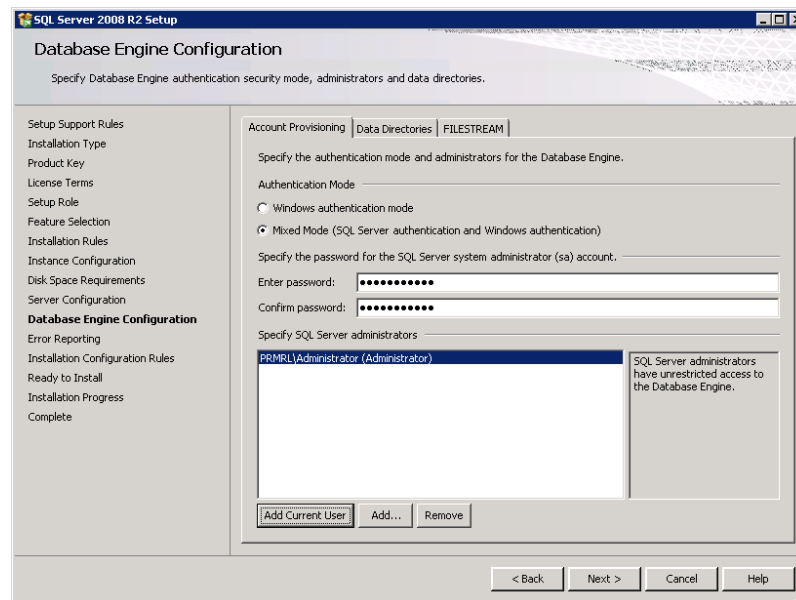 SQL Server 2008 R2 Setup
Database Engine Configuration
Specify Database Engine authentication security mode, administrators and data directories.
Setup Support Rules
Installation Type
Product Key
License Terms
Setup Role
Feature Selection
Installation Rules
Instance Configuration
Disk Space Requirements
Server Configuration
Database Engine Configuration
Error Reporting
Installation Configuration Rules
Ready to Install
Installation Progress
Complete
Account Provisioning Data Directories FILESTREAM
Specify the authentication mode and administrators for the Database Engine.
Authentication Mode
Windows authentication mode
Mixed Mode (SQL Server authentication and Windows authentication)
Specify the password for the SQL Server system administrator (sa) account.
Enter password: ●●●●●●●●●●●
Confirm password: ●●●●●●●●●●●
Specify SQL Server administrators
PRMRL\Administrator (Administrator)
SQL Server administrators
have unrestricted access to
the Database Engine.
Add Current User Add... Remove
< Back Next > Cancel Help